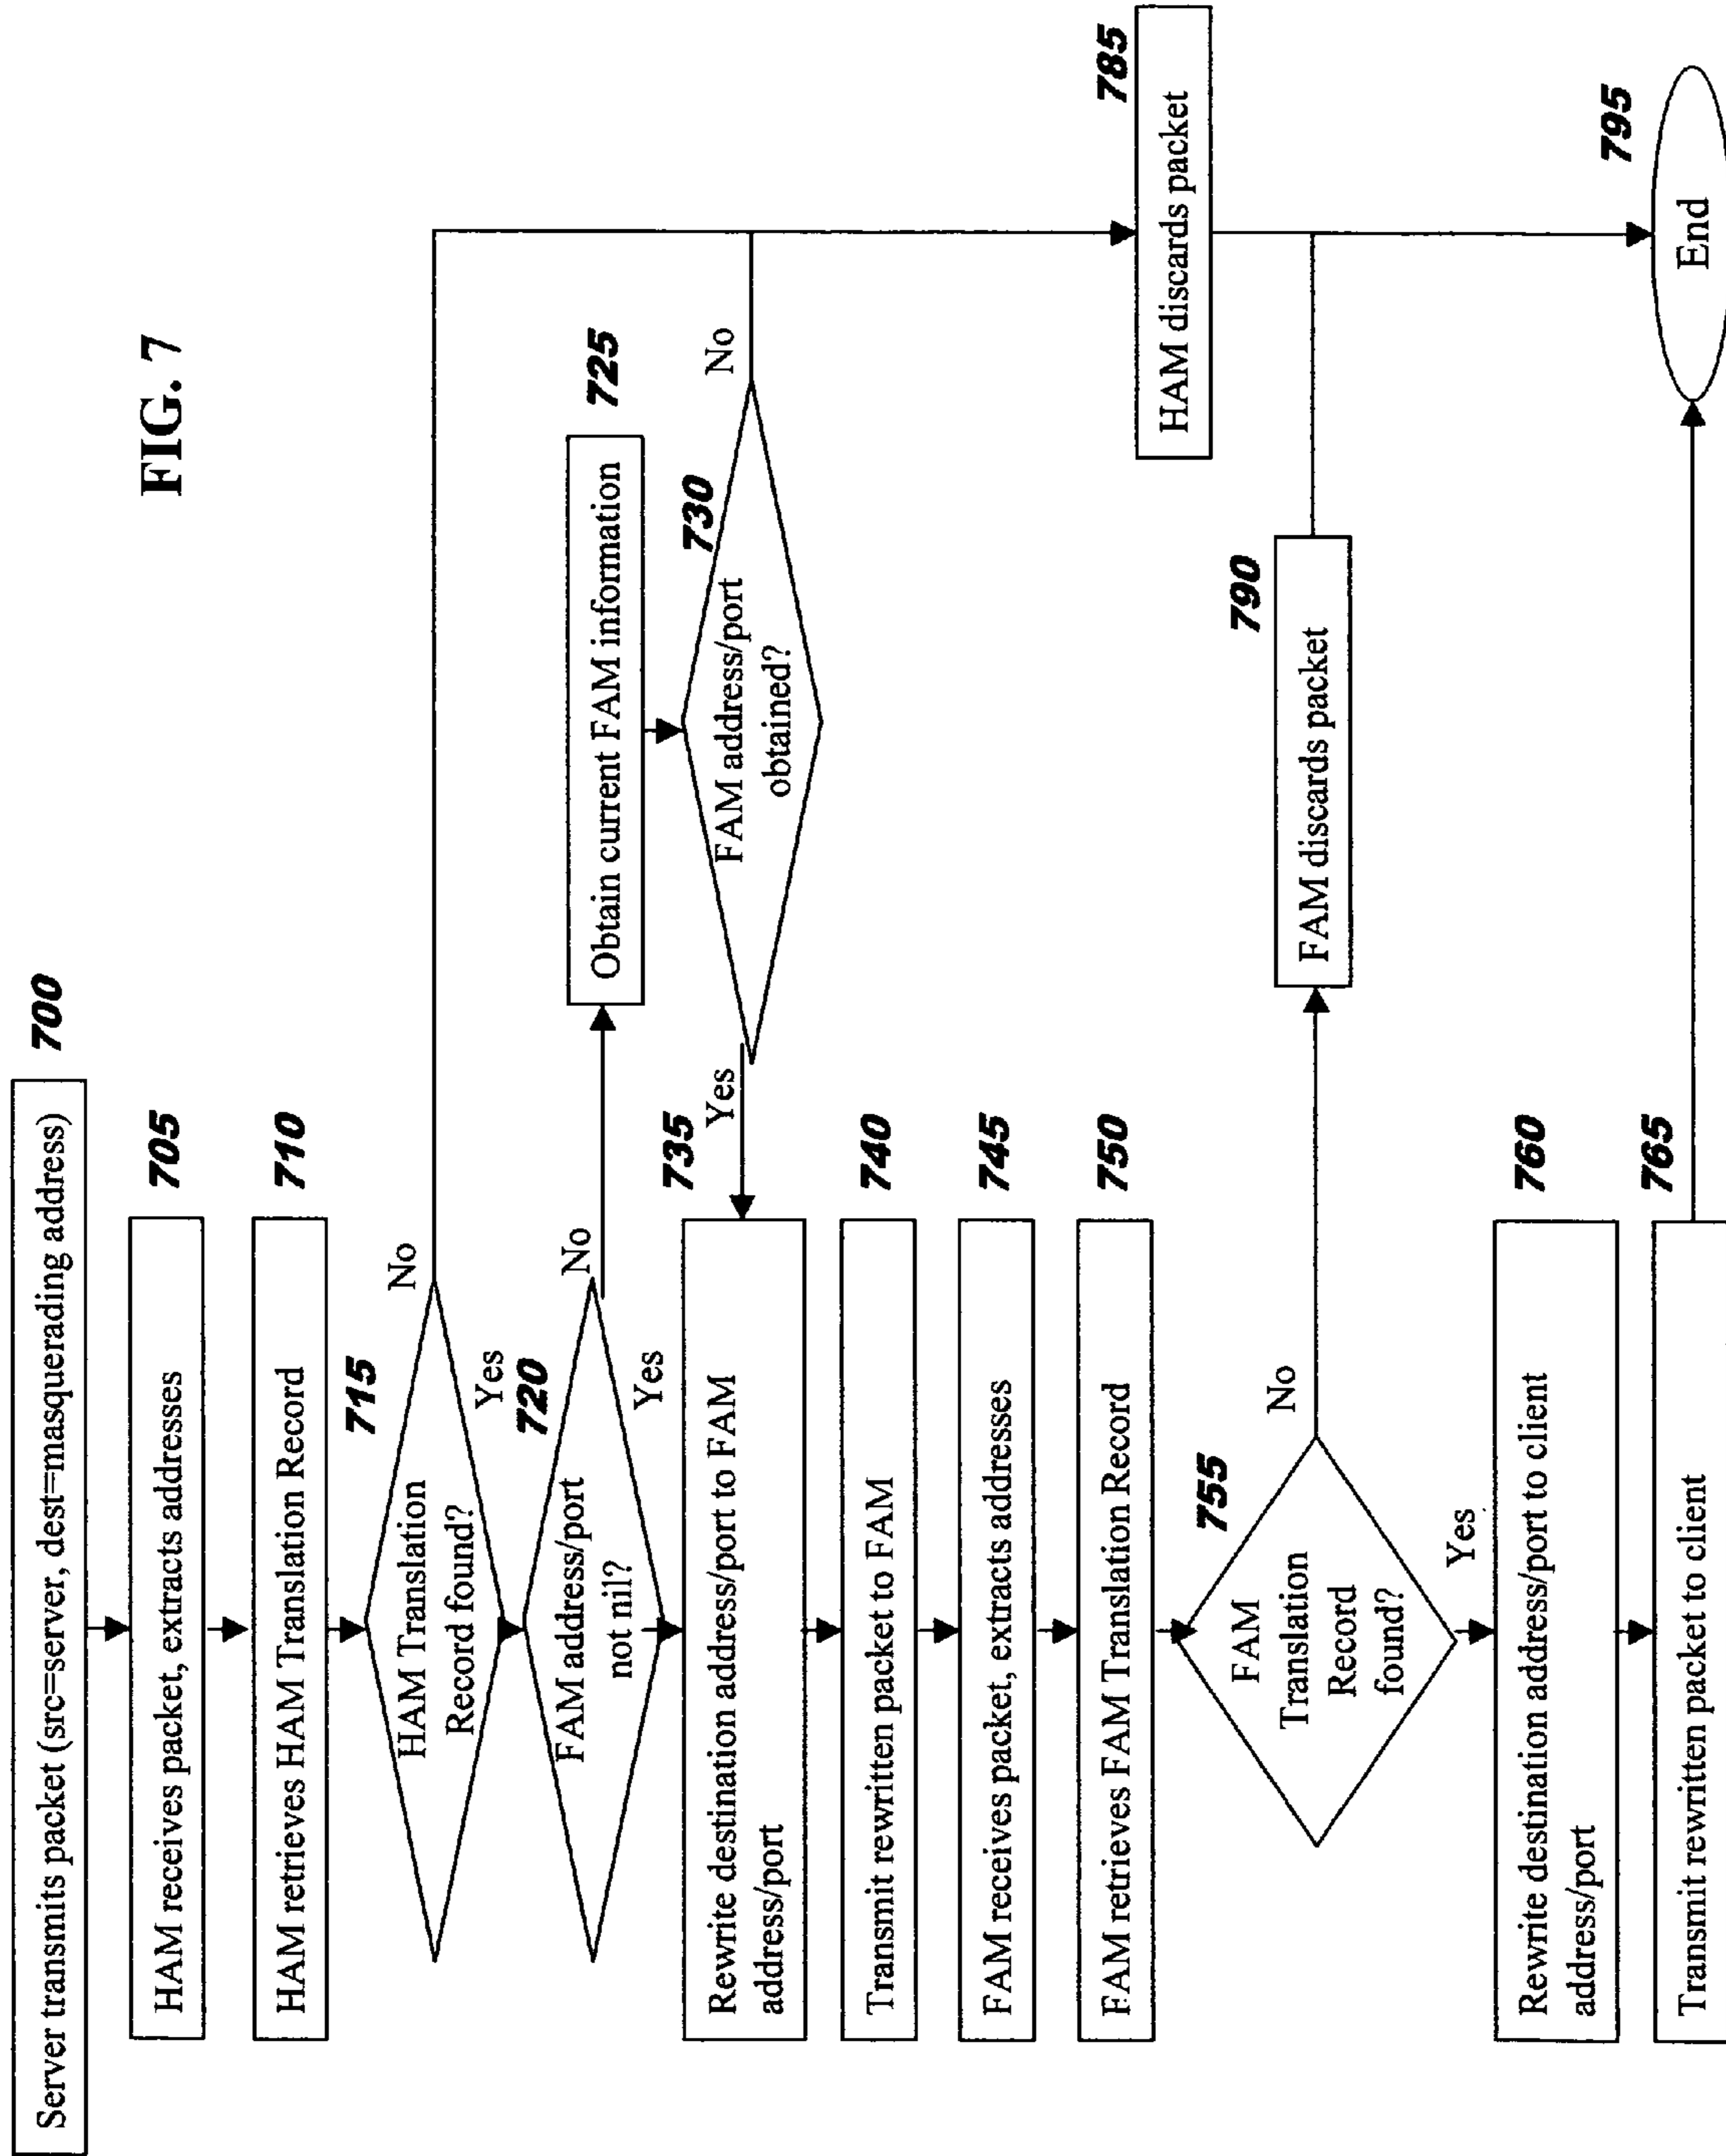 FIG. 7
Server transmits packet (src=server, dest=masquerading address)
700
HAM receives packet, extracts addresses
705
HAM retrieves HAM Translation Record
710
HAM Translation
Record found?
715
No
Yes
FAM address/port
not nil?
720
No
Yes
Obtain current FAM information
725
FAM address/port
obtained?
730
No
Yes
Rewrite destination address/port to FAM
address/port
735
Transmit rewritten packet to FAM
740
FAM receives packet, extracts addresses
745
FAM retrieves FAM Translation Record
750
FAM
Translation
Record
found?
755
No
Yes
Rewrite destination address/port to client
address/port
760
Transmit rewritten packet to client
765
HAM discards packet
785
FAM discards packet
790
End
795